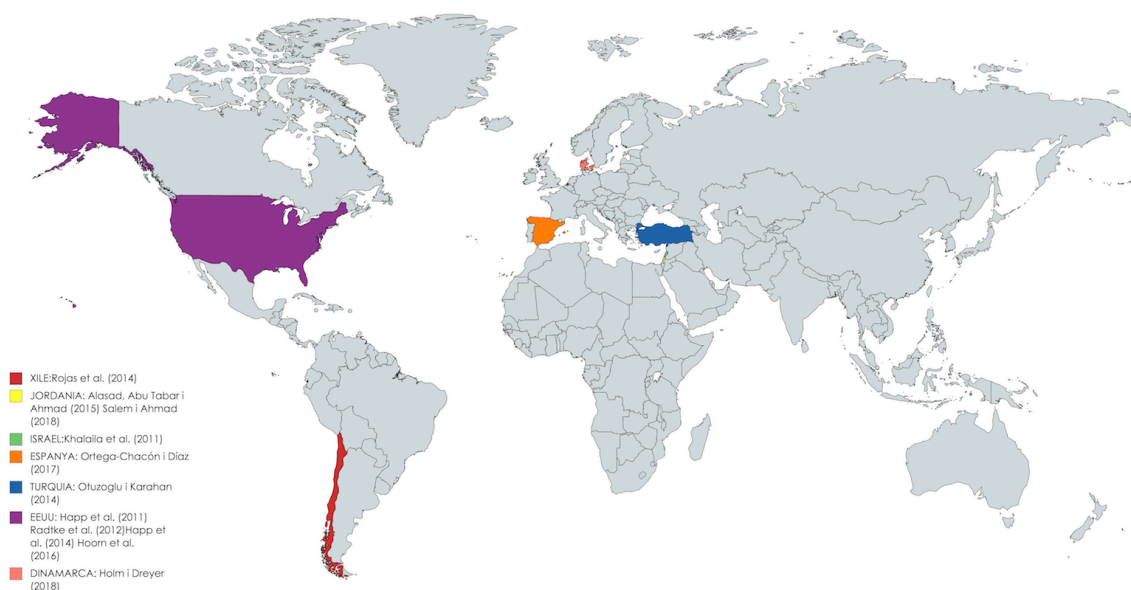 XILE:Rojas et al. (2014)
JORDANIA: Alasad, Abu Tabar i
Ahmad (2015) Salem i Ahmad
(2018)
ISRAEL:Khalaila et al. (2011)
ESPANYA: Ortega-Chacón i Díaz
(2017)
TURQUIA: Otuzoglu i Karahan
(2014)
EEUU: Happ et al. (2011)
Radtke et al. (2012)Happ et
al. (2014) Hoorn et al.
(2016)
DINAMARCA: Holm i Dreyer
(2018)